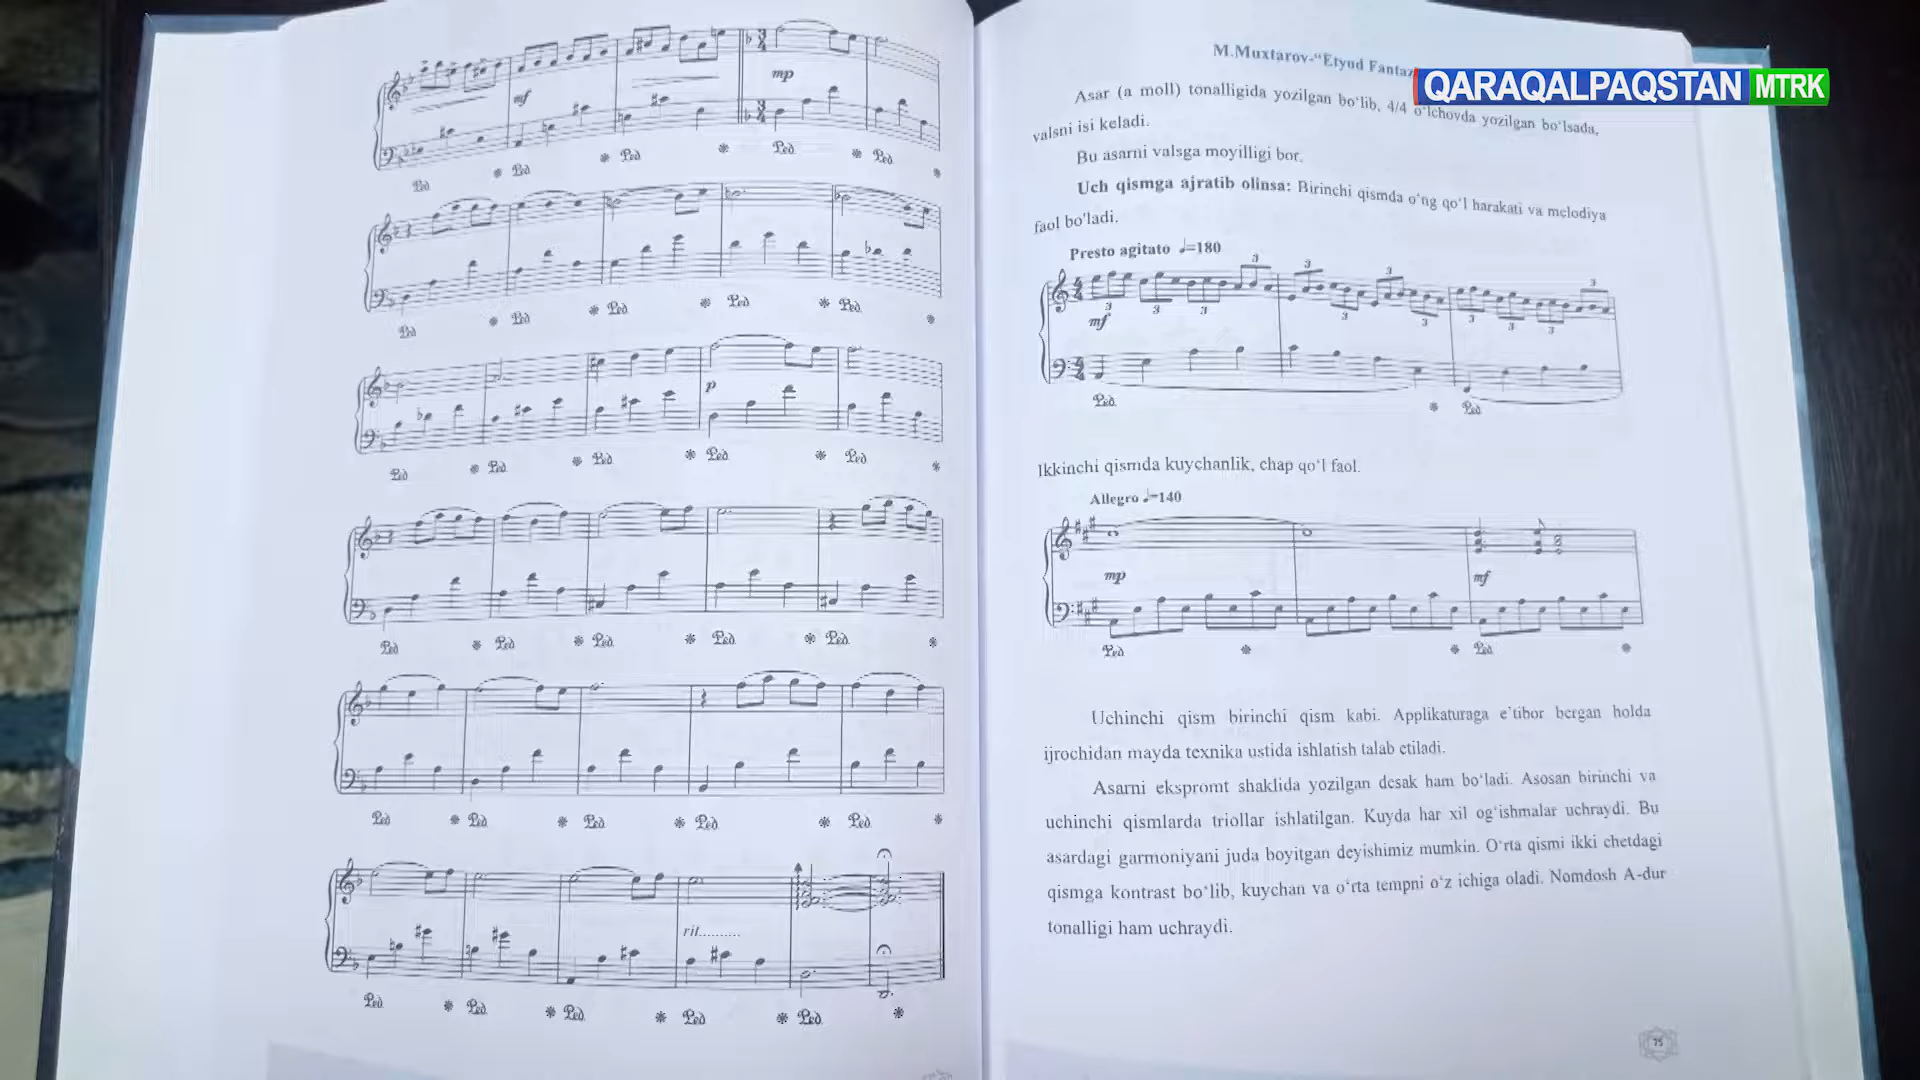 mf
mp
p
rit.........
M.Muxtarov-“Etyud Fantaz
QARAQALPAQSTAN MTRK
Asar (a moll) tonalligida yozilgan bo‘lib, 4/4 o‘lchovda yozilgan bo‘lsada,
valsni isi keladi.
Bu asarni valsga moyilligi bor.
Uch qismga ajratib olinsa: Birinchi qismda o‘ng qo‘l harakati va melodiya
faol bo‘ladi.
Presto agitato ♩=180
mf
Ikkinchi qismda kuychanlik, chap qo‘l faol.
Allegro ♩=140
mp
mf
Uchinchi qism birinchi qism kabi. Applikaturaga e’tibor bergan holda
ijrochidan mayda texnika ustida ishlatish talab etiladi.
Asarni ekspromt shaklida yozilgan desak ham bo‘ladi. Asosan birinchi va
uchinchi qismlarda triollar ishlatilgan. Kuyda har xil og‘ishmalar uchraydi. Bu
asardagi garmoniyani juda boyitgan deyishimiz mumkin. O‘rta qismi ikki chetdagi
qismga kontrast bo‘lib, kuychan va o‘rta tempni o‘z ichiga oladi. Nomdosh A-dur
tonalligi ham uchraydi.
75